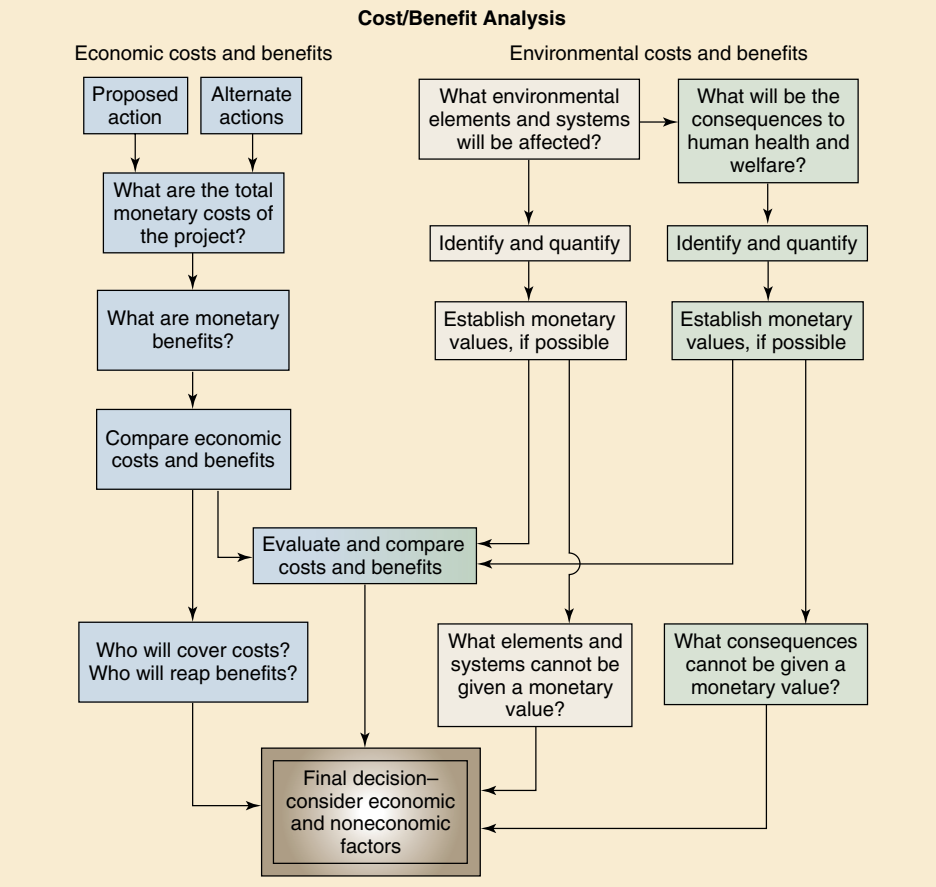 Cost/Benefit Analysis
Economic costs and benefits
Environmental costs and benefits
Proposed
action
Alternate
actions
What environmental
elements and systems
will be affected?
What will be the
consequences to
human health and
welfare?
What are the total
monetary costs of
the project?
Identify and quantify
Identify and quantify
What are monetary
benefits?
Establish monetary
values, if possible
Establish monetary
values, if possible
Compare economic
costs and benefits
Evaluate and compare
costs and benefits
Who will cover costs?
Who will reap benefits?
What elements and
systems cannot be
given a monetary
value?
What consequences
cannot be given a
monetary value?
Final decision–
consider economic
and noneconomic
factors